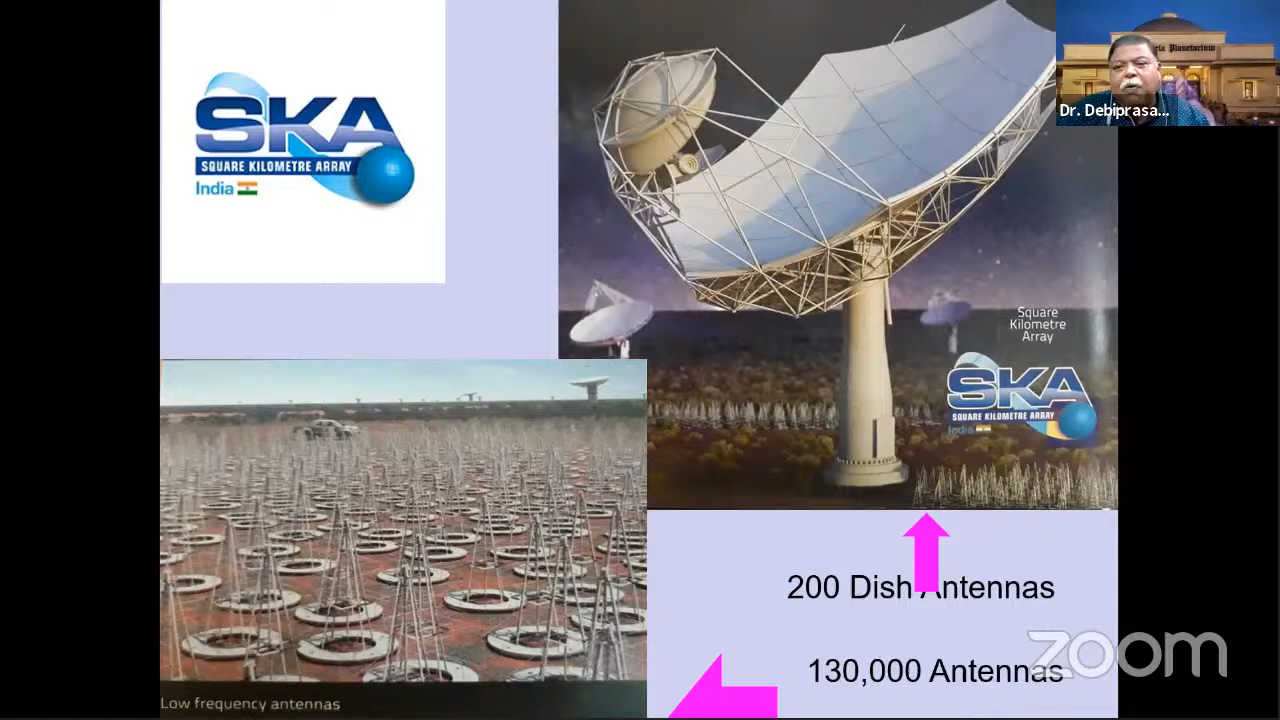 SKA
SQUARE KILOMETRE ARRAY
India
Planetarium
Dr. Debiprasa...
Square
Kilometre
Array
SKA
SQUARE KILOMETRE ARRAY
India
Low frequency antennas
200 Dish Antennas
130,000 Antennas
zoom